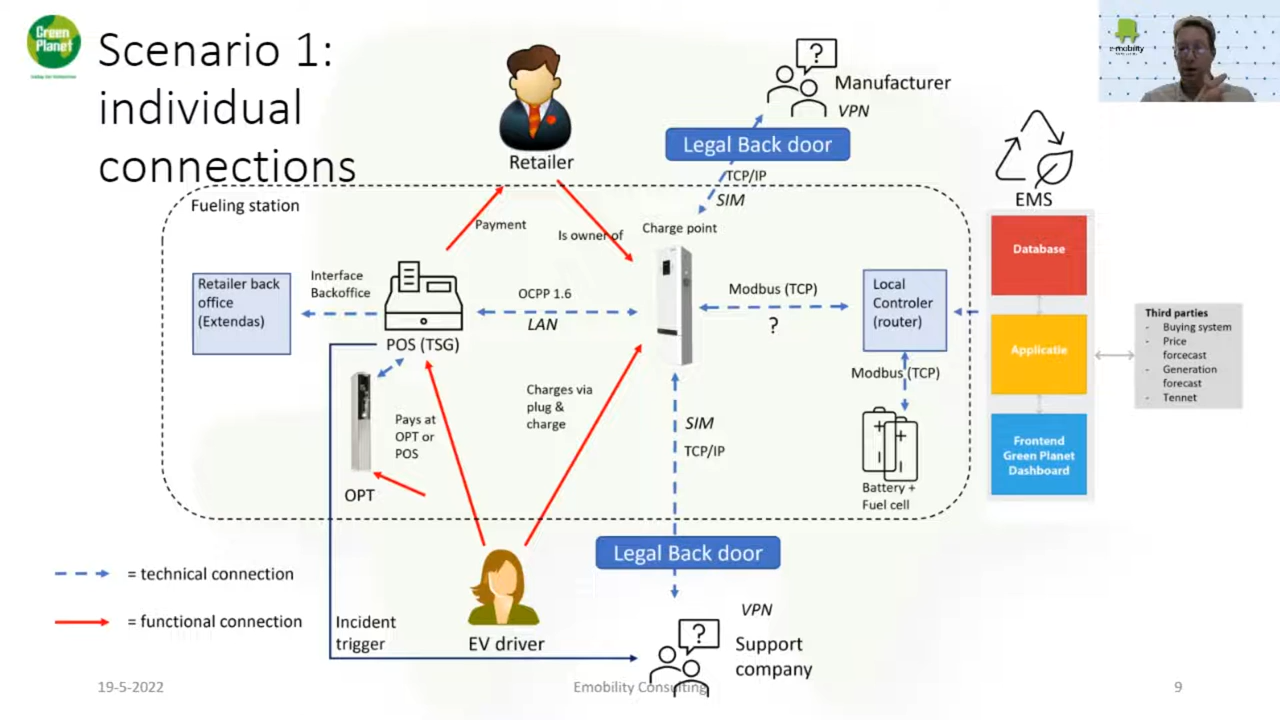 Green
Planet
Scenario 1:
individual
connections
Retailer
Manufacturer
VPN
Legal Back door
TCP/IP
SIM
e-mobility
EMS
Fueling station
Payment
Is owner of
Charge point
Retailer back
office
(Extendas)
Interface
Backoffice
OCPP 1.6
LAN
POS (TSG)
Modbus (TCP)
?
Local
Controler
(router)
Modbus (TCP)
Battery +
Fuel cell
Database
Applicatie
Frontend
Green Planet
Dashboard
Third parties
- Buying system
- Price
forcecast
- Generation
forecast
- Tennet
Pays at
OPT or
POS
OPT
Charges via
plug &
charge
SIM
TCP/IP
Legal Back door
= technical connection
= functional connection
Incident
trigger
EV driver
VPN
?
Support
company
?
19-5-2022
Emobility Consulting
9